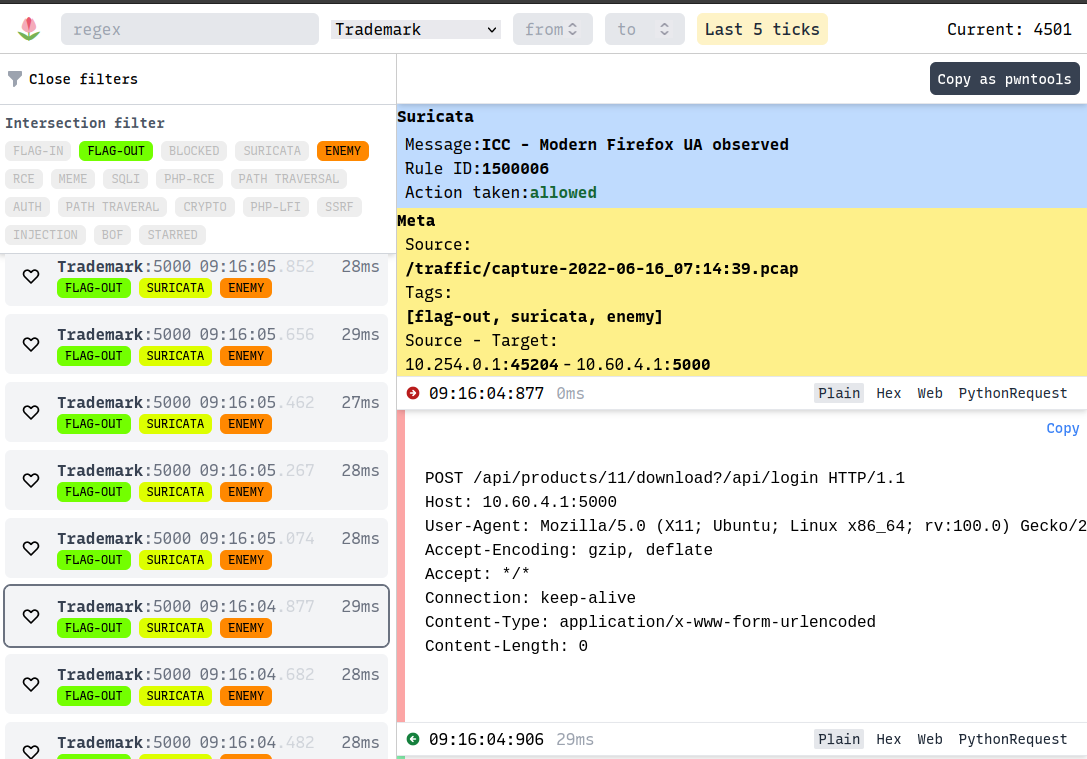 regex Trademark from to Last 5 ticks Current: 4501
Close filters
Copy as pwntools
Intersection filter
FLAG-IN FLAG-OUT BLOCKED SURICATA ENEMY
RCE MEME SQLI PHP-RCE PATH TRAVERSAL
AUTH PATH TRAVERAL CRYPTO PHP-LFI SSRF
INJECTION BOF STARRED
Trademark:5000 09:16:05.852 28ms
FLAG-OUT SURICATA ENEMY
Trademark:5000 09:16:05.656 29ms
FLAG-OUT SURICATA ENEMY
Trademark:5000 09:16:05.462 27ms
FLAG-OUT SURICATA ENEMY
Trademark:5000 09:16:05.267 28ms
FLAG-OUT SURICATA ENEMY
Trademark:5000 09:16:05.074 28ms
FLAG-OUT SURICATA ENEMY
Trademark:5000 09:16:04.877 29ms
FLAG-OUT SURICATA ENEMY
Trademark:5000 09:16:04.682 28ms
FLAG-OUT SURICATA ENEMY
Trademark:5000 09:16:04.482 28ms
Suricata
Message:ICC - Modern Firefox UA observed
Rule ID:1500006
Action taken:allowed
Meta
Source:
/traffic/capture-2022-06-16_07:14:39.pcap
Tags:
[flag-out, suricata, enemy]
Source - Target:
10.254.0.1:45204 - 10.60.4.1:5000
09:16:04:877 0ms Plain Hex Web PythonRequest
Copy
POST /api/products/11/download?/api/login HTTP/1.1
Host: 10.60.4.1:5000
User-Agent: Mozilla/5.0 (X11; Ubuntu; Linux x86_64; rv:100.0) Gecko/2
Accept-Encoding: gzip, deflate
Accept: */*
Connection: keep-alive
Content-Type: application/x-www-form-urlencoded
Content-Length: 0
09:16:04:906 29ms Plain Hex Web PythonRequest